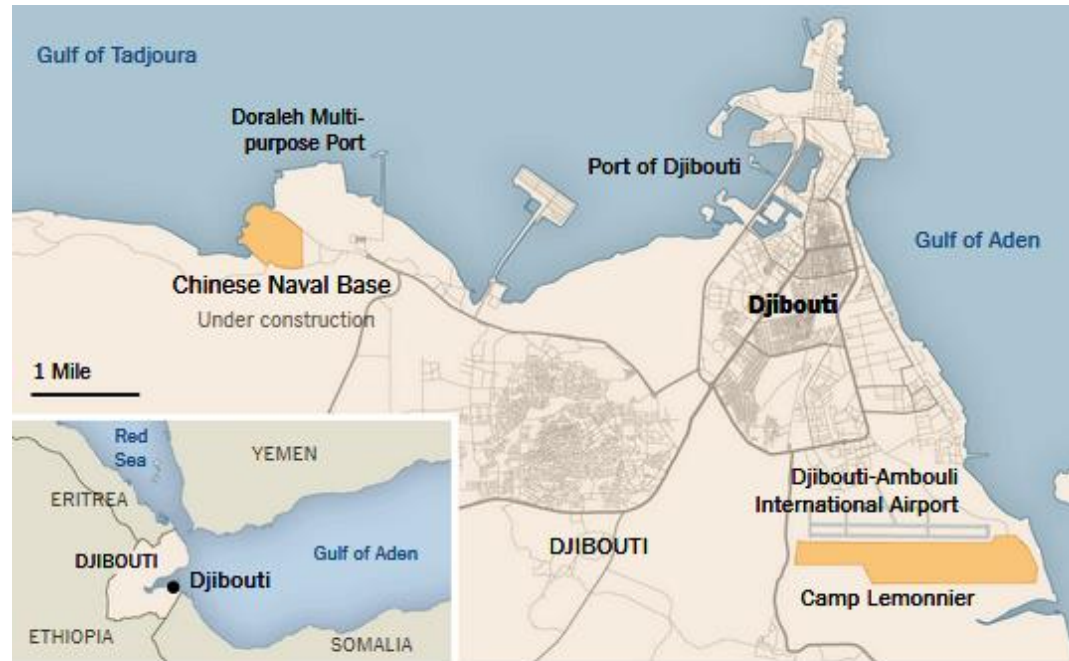 Gulf of Tadjoura
Doraleh Multi-
purpose Port
Port of Djibouti
Gulf of Aden
Chinese Naval Base
Under construction
Djibouti
1 Mile
Djibouti-Ambouli
International Airport
DJIBOUTI
Camp Lemonnier
Red
Sea
YEMEN
ERITREA
DJIBOUTI
Gulf of Aden
Djibouti
ETHIOPIA
SOMALIA